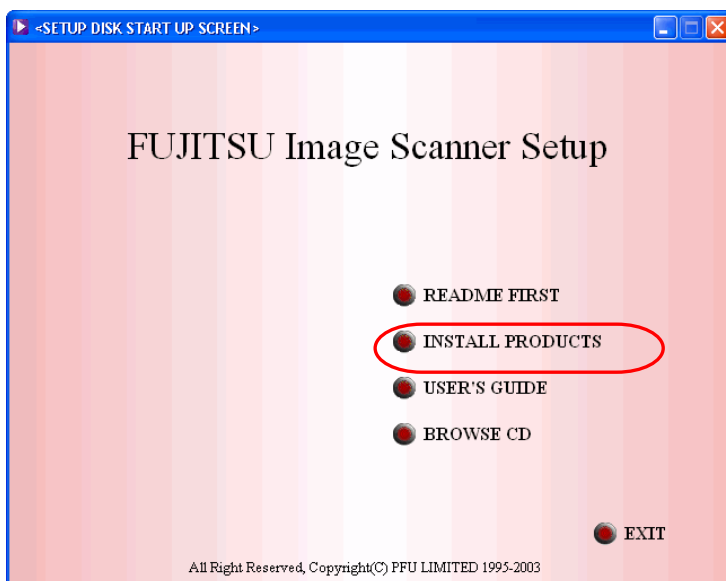 <SETUP DISK START UP SCREEN>
FUJITSU Image Scanner Setup
README FIRST
INSTALL PRODUCTS
USER'S GUIDE
BROWSE CD
EXIT
All Right Reserved, Copyright(C) PFU LIMITED 1995-2003